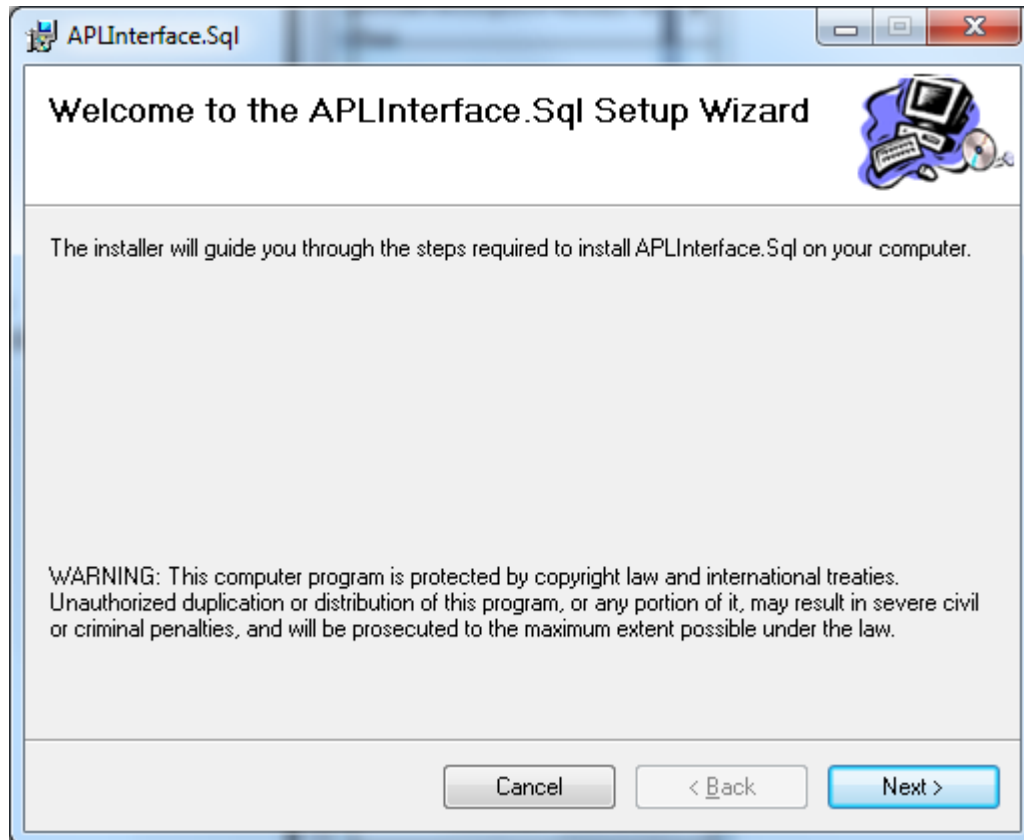 APLInterface.Sql
Welcome to the APLInterface.Sql Setup Wizard
The installer will guide you through the steps required to install APLInterface.Sql on your computer.
WARNING: This computer program is protected by copyright law and international treaties.
Unauthorized duplication or distribution of this program, or any portion of it, may result in severe civil
or criminal penalties, and will be prosecuted to the maximum extent possible under the law.
Cancel
< Back
Next >